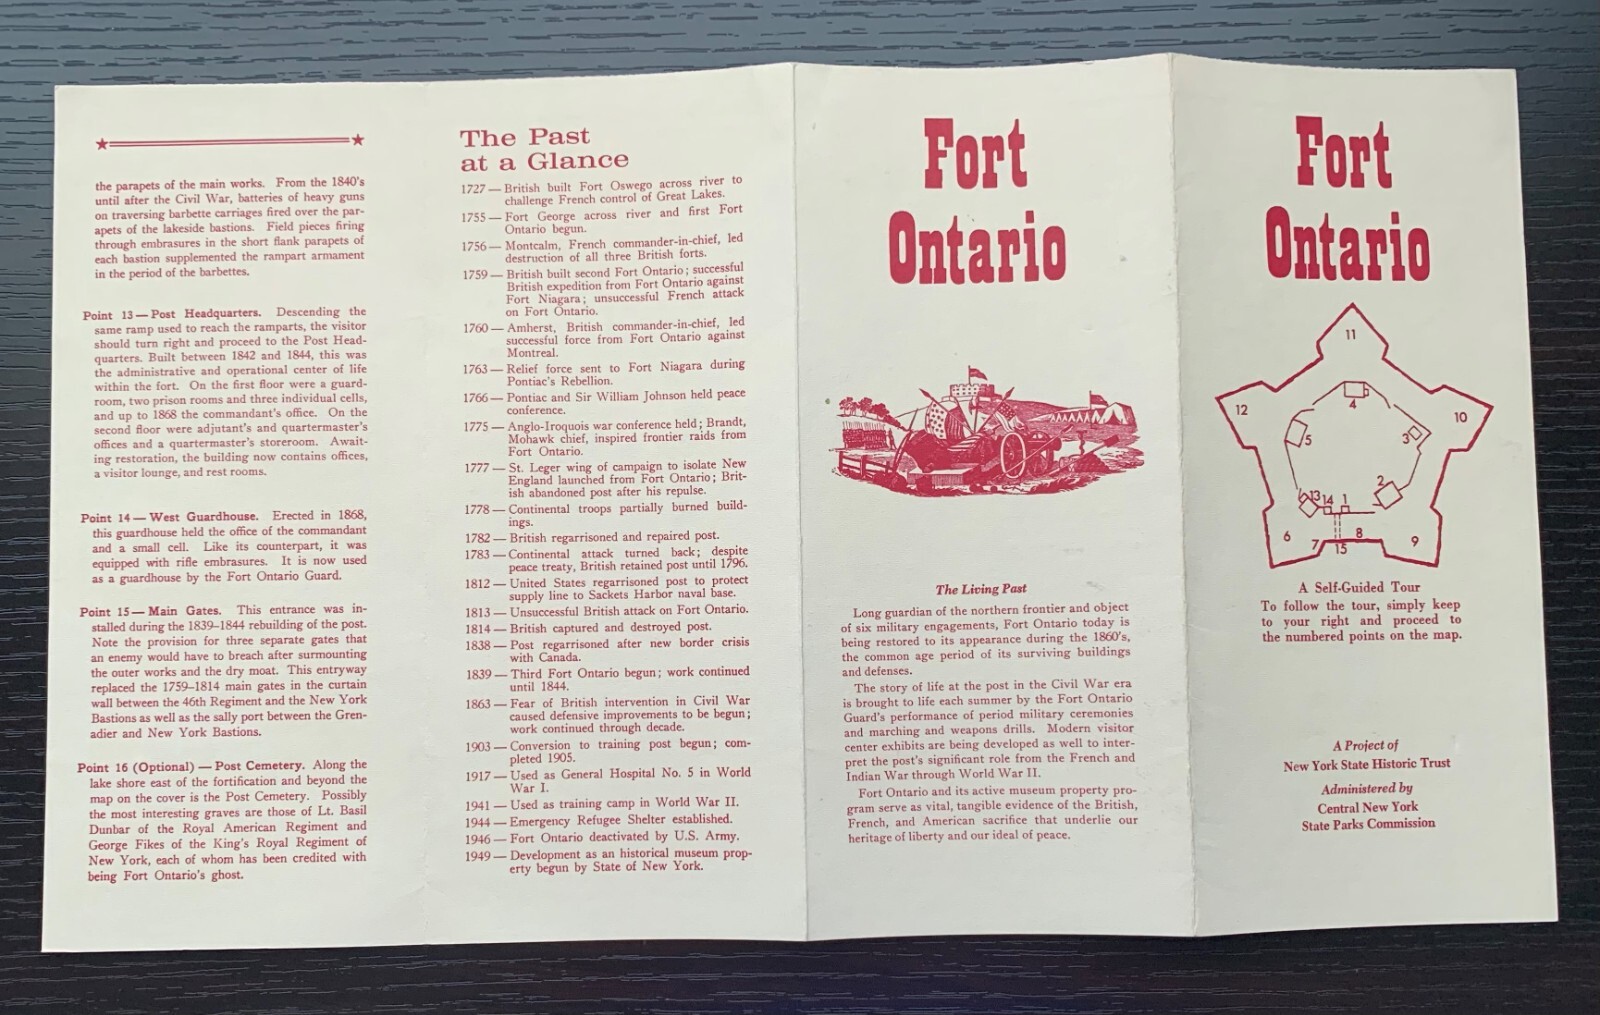 the parapets of the main works. From the 1840's
until after the Civil War, batteries of heavy guns
on traversing barbette carriages fired over the par-
apets of the lakeside bastions. Field pieces firing
through embrasures in the short flank parapets of
each bastion supplemented the rampart armament
in the period of the barbettes.
Point 13 — Post Headquarters. Descending the
same ramp used to reach the ramparts, the visitor
should turn right and proceed to the Post Head-
quarters. Built between 1842 and 1844, this was
the administrative and operational center of life
within the fort. On the first floor were a guard-
room, two prison rooms and three individual cells,
and up to 1868 the commandant's office. On the
second floor were adjutant's and quartermaster's
offices and a quartermaster's storeroom. Await-
ing restoration, the building now contains offices,
a visitor lounge, and rest rooms.
Point 14 — West Guardhouse. Erected in 1868,
this guardhouse held the office of the commandant
and a small cell. Like its counterpart, it was
equipped with rifle embrasures. It is now used
as a guardhouse by the Fort Ontario Guard.
Point 15 — Main Gates. This entrance was in-
stalled during the 1839–1844 rebuilding of the post.
Note the provision for three separate gates that
an enemy would have to breach after surmounting
the outer works and the dry moat. This entryway
replaced the 1759–1814 main gates in the curtain
wall between the 46th Regiment and the New York
Bastions as well as the sally port between the Gren-
adier and New York Bastions.
Point 16 (Optional) — Post Cemetery. Along the
lake shore east of the fortification and beyond the
map on the cover is the Post Cemetery. Possibly
the most interesting graves are those of Lt. Basil
Dunbar of the Royal American Regiment and
George Fikes of the King's Royal Regiment of
New York, each of whom has been credited with
being Fort Ontario's ghost.
The Past
at a Glance
1727 — British built Fort Oswego across river to
challenge French control of Great Lakes.
1755 — Fort George across river and first Fort
Ontario begun.
1756 — Montcalm, French commander-in-chief, led
destruction of all three British forts.
1759 — British built second Fort Ontario; successful
British expedition from Fort Ontario against
Fort Niagara; unsuccessful French attack
on Fort Ontario.
1760 — Amherst, British commander-in-chief, led
successful force from Fort Ontario against
Montreal.
1763 — Relief force sent to Fort Niagara during
Pontiac's Rebellion.
1766 — Pontiac and Sir William Johnson held peace
conference.
1775 — Anglo-Iroquois war conference held; Brandt,
Mohawk chief, inspired frontier raids from
Fort Ontario.
1777 — St. Leger wing of campaign to isolate New
England launched from Fort Ontario; Brit-
ish abandoned post after his repulse.
1778 — Continental troops partially burned build-
ings.
1782 — British regarrisoned and repaired post.
1783 — Continental attack turned back; despite
peace treaty, British retained post until 1796.
1812 — United States regarrisoned post to protect
supply line to Sackets Harbor naval base.
1813 — Unsuccessful British attack on Fort Ontario.
1814 — British captured and destroyed post.
1838 — Post regarrisoned after new border crisis
with Canada.
1839 — Third Fort Ontario begun; work continued
until 1844.
1863 — Fear of British intervention in Civil War
caused defensive improvements to be begun;
work continued through decade.
1903 — Conversion to training post begun; com-
pleted 1905.
1917 — Used as General Hospital No. 5 in World
War I.
1941 — Used as training camp in World War II.
1944 — Emergency Refugee Shelter established.
1946 — Fort Ontario deactivated by U.S. Army.
1949 — Development as an historical museum prop-
erty begun by State of New York.
Fort
Ontario
The Living Past
Long guardian of the northern frontier and object
of six military engagements, Fort Ontario today is
being restored to its appearance during the 1860's,
the common age period of its surviving buildings
and defenses.
The story of life at the post in the Civil War era
is brought to life each summer by the Fort Ontario
Guard's performance of period military ceremonies
and marching and weapons drills. Modern visitor
center exhibits are being developed as well to inter-
pret the post's significant role from the French and
Indian War through World War II.
Fort Ontario and its active museum property pro-
gram serve as vital, tangible evidence of the British,
French, and American sacrifice that underlie our
heritage of liberty and our ideal of peace.
Fort
Ontario
11
12
4
10
5
3
2
13 14 1
6
7
15
8
9
A Self-Guided Tour
To follow the tour, simply keep
to your right and proceed to
the numbered points on the map.
A Project of
New York State Historic Trust
Administered by
Central New York
State Parks Commission